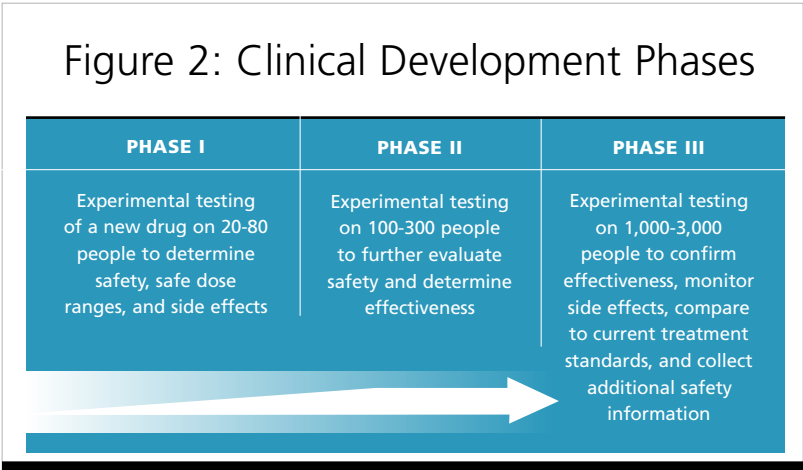 Figure 2: Clinical Development Phases
PHASE I
Experimental testing
of a new drug on 20-80
people to determine
safety, safe dose
ranges, and side effects
PHASE II
Experimental testing
on 100-300 people
to further evaluate
safety and determine
effectiveness
PHASE III
Experimental testing
on 1,000-3,000
people to confirm
effectiveness, monitor
side effects, compare
to current treatment
standards, and collect
additional safety
information